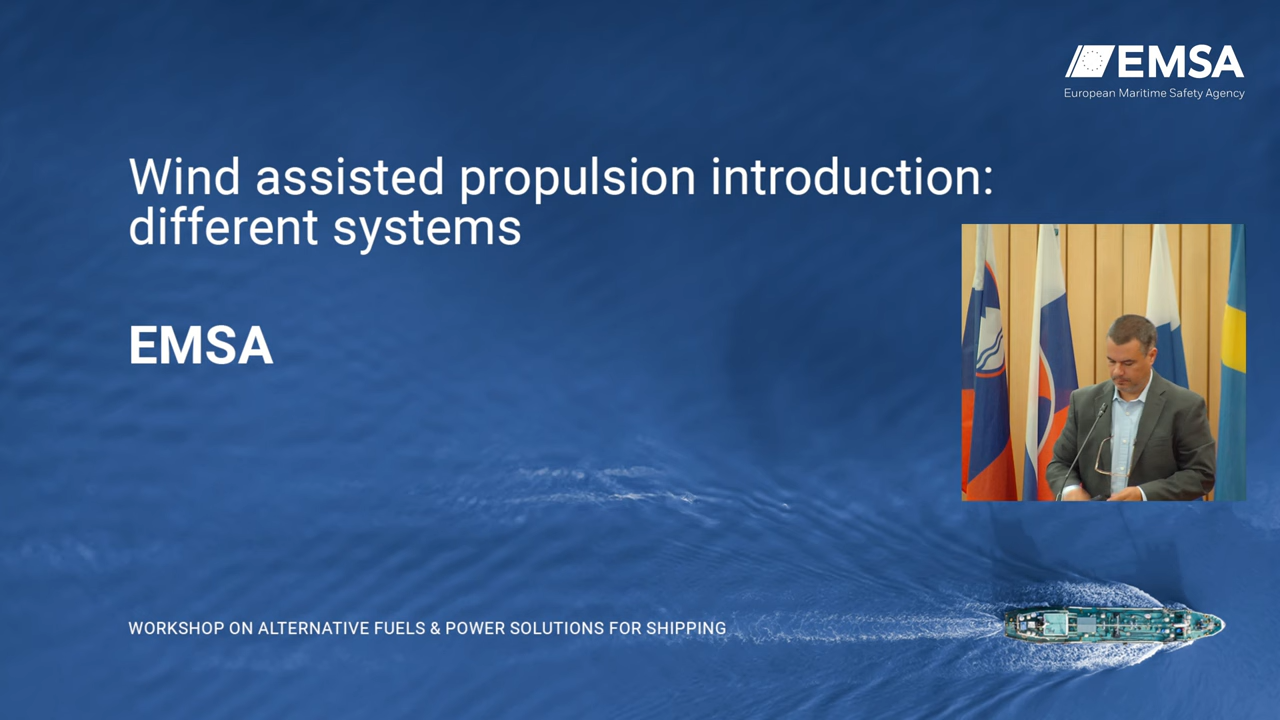 EMSA
European Maritime Safety Agency
Wind assisted propulsion introduction:
different systems
EMSA
WORKSHOP ON ALTERNATIVE FUELS & POWER SOLUTIONS FOR SHIPPING